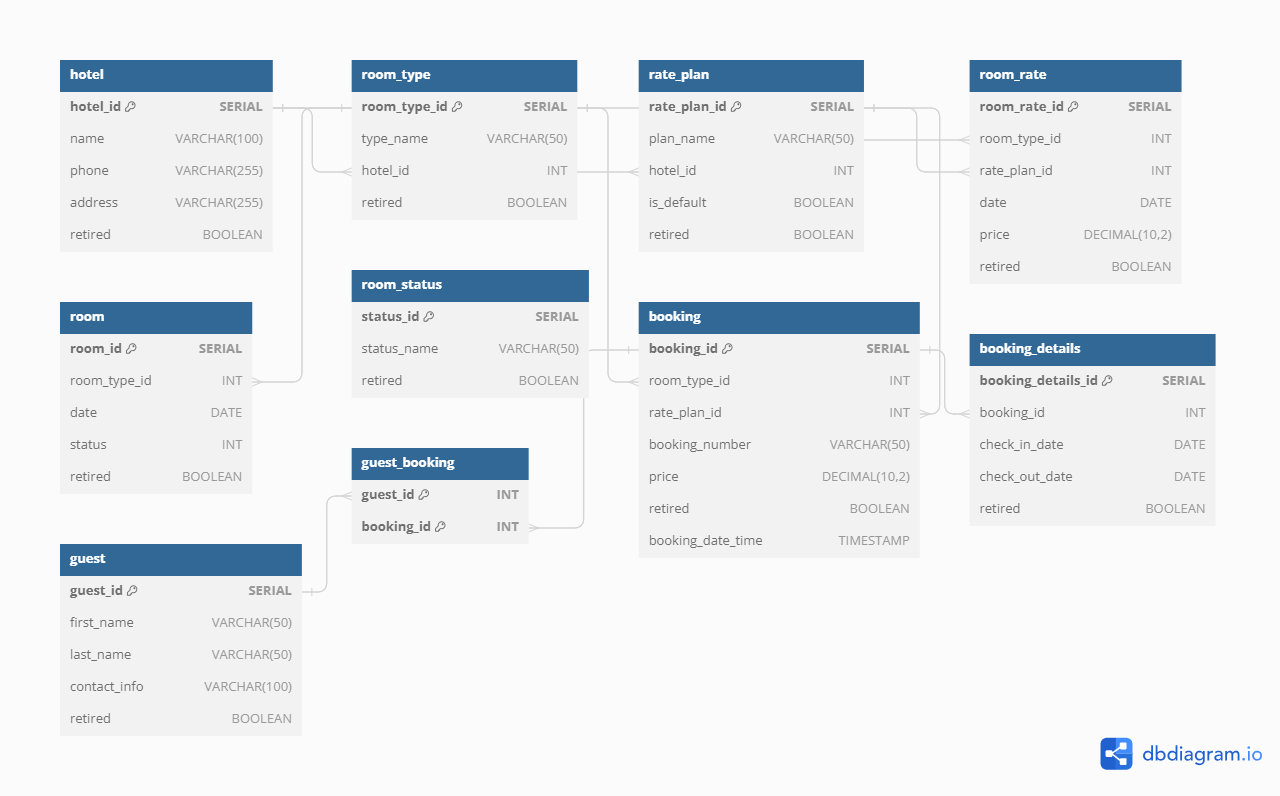 hotel
hotel_id SERIAL
name VARCHAR(100)
phone VARCHAR(255)
address VARCHAR(255)
retired BOOLEAN
room_type
room_type_id SERIAL
type_name VARCHAR(50)
hotel_id INT
retired BOOLEAN
rate_plan
rate_plan_id SERIAL
plan_name VARCHAR(50)
hotel_id INT
is_default BOOLEAN
retired BOOLEAN
room_rate
room_rate_id SERIAL
room_type_id INT
rate_plan_id INT
date DATE
price DECIMAL(10,2)
retired BOOLEAN
room
room_id SERIAL
room_type_id INT
date DATE
status INT
retired BOOLEAN
room_status
status_id SERIAL
status_name VARCHAR(50)
retired BOOLEAN
booking
booking_id SERIAL
room_type_id INT
rate_plan_id INT
booking_number VARCHAR(50)
price DECIMAL(10,2)
retired BOOLEAN
booking_date_time TIMESTAMP
booking_details
booking_details_id SERIAL
booking_id INT
check_in_date DATE
check_out_date DATE
retired BOOLEAN
guest_booking
guest_id INT
booking_id INT
guest
guest_id SERIAL
first_name VARCHAR(50)
last_name VARCHAR(50)
contact_info VARCHAR(100)
retired BOOLEAN
dbdiagram.io